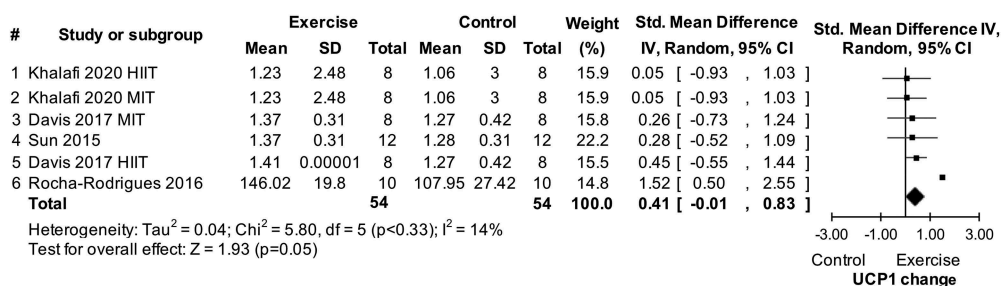 Exercise Control Weight Std. Mean Difference Std. Mean Difference IV,
# Study or subgroup Mean SD Total Mean SD Total (%) IV, Random, 95% CI Random, 95% CI
1 Khalafi 2020 HIIT 1.23 2.48 8 1.06 3 8 15.9 0.05 [ -0.93 , 1.03 ]
2 Khalafi 2020 MIT 1.23 2.48 8 1.06 3 8 15.9 0.05 [ -0.93 , 1.03 ]
3 Davis 2017 MIT 1.37 0.31 8 1.27 0.42 8 15.8 0.26 [ -0.73 , 1.24 ]
4 Sun 2015 1.37 0.31 12 1.28 0.31 12 22.2 0.28 [ -0.52 , 1.09 ]
5 Davis 2017 HIIT 1.41 0.00001 8 1.27 0.42 8 15.5 0.45 [ -0.55 , 1.44 ]
6 Rocha-Rodrigues 2016 146.02 19.8 10 107.95 27.42 10 14.8 1.52 [ 0.50 , 2.55 ]
Total 54 54 100.0 0.41 [ -0.01 , 0.83 ]
Heterogeneity: Tau² = 0.04; Chi² = 5.80, df = 5 (p<0.33); I² = 14%
Test for overall effect: Z = 1.93 (p=0.05)
-3.00 -1.00 1.00 3.00
Control Exercise
UCP1 change